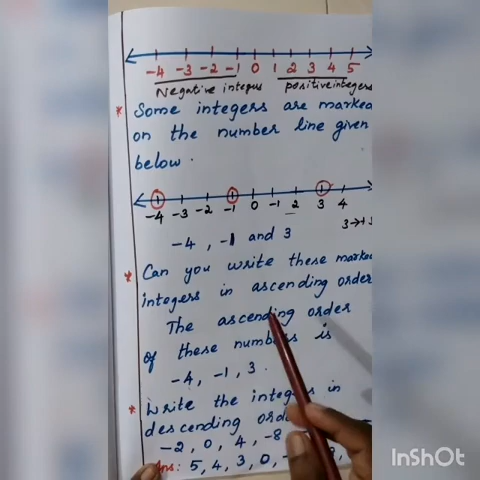 -4 -3 -2 -1 0 1 2 3 4 5
Negative integers positive integers
* Some integers are marked
on the number line given
below.
-4 -3 -2 -1 0 -1 2 3 4
3→+3
-4, -1 and 3
* Can you write these marked
integers in ascending order
The ascending order
of these numbers is
-4, -1, 3.
* Write the integers in
descending
-2, 0, 4, -8
Ans: 5, 4, 3, 0,
InShOt